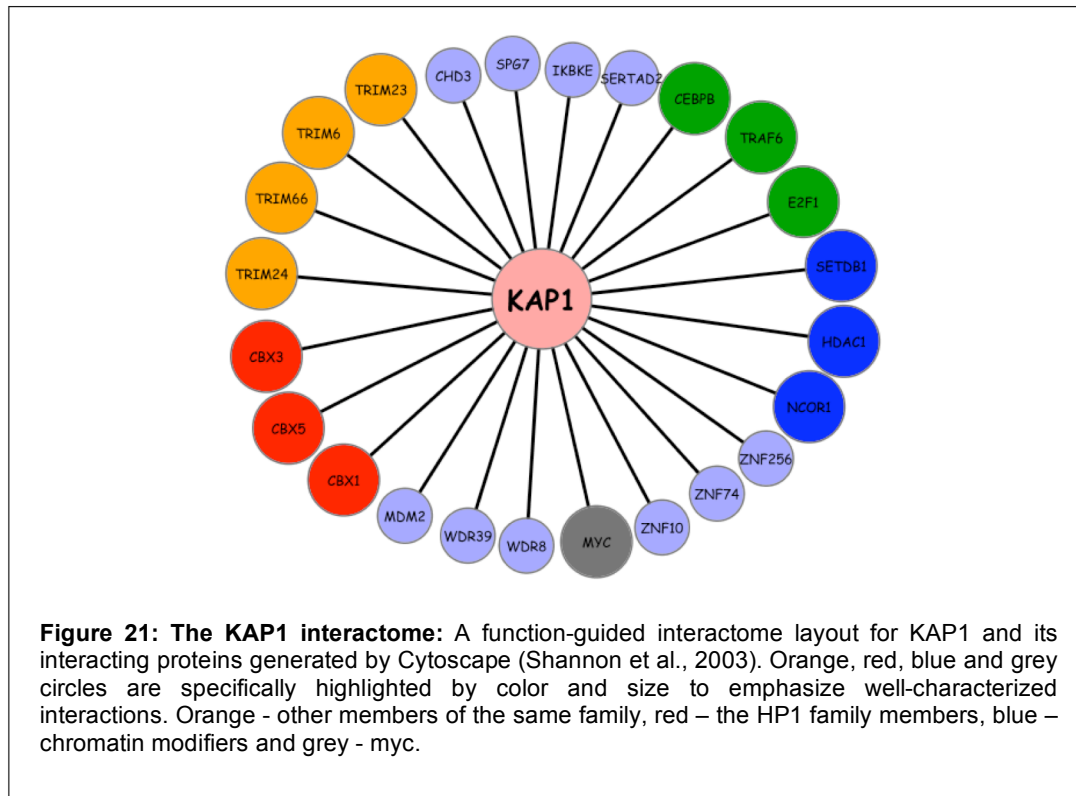 CHD3
SPG7
IKBKE
SERTAD2
CEBPB
TRAF6
E2F1
SETDB1
HDAC1
NCOR1
ZNF256
ZNF74
ZNF10
MYC
WDR8
WDR39
MDM2
CBX1
CBX5
CBX3
TRIM24
TRIM66
TRIM6
TRIM23
KAP1
Figure 21: The KAP1 interactome: A function-guided interactome layout for KAP1 and its
interacting proteins generated by Cytoscape (Shannon et al., 2003). Orange, red, blue and grey
circles are specifically highlighted by color and size to emphasize well-characterized
interactions. Orange - other members of the same family, red – the HP1 family members, blue –
chromatin modifiers and grey - myc.